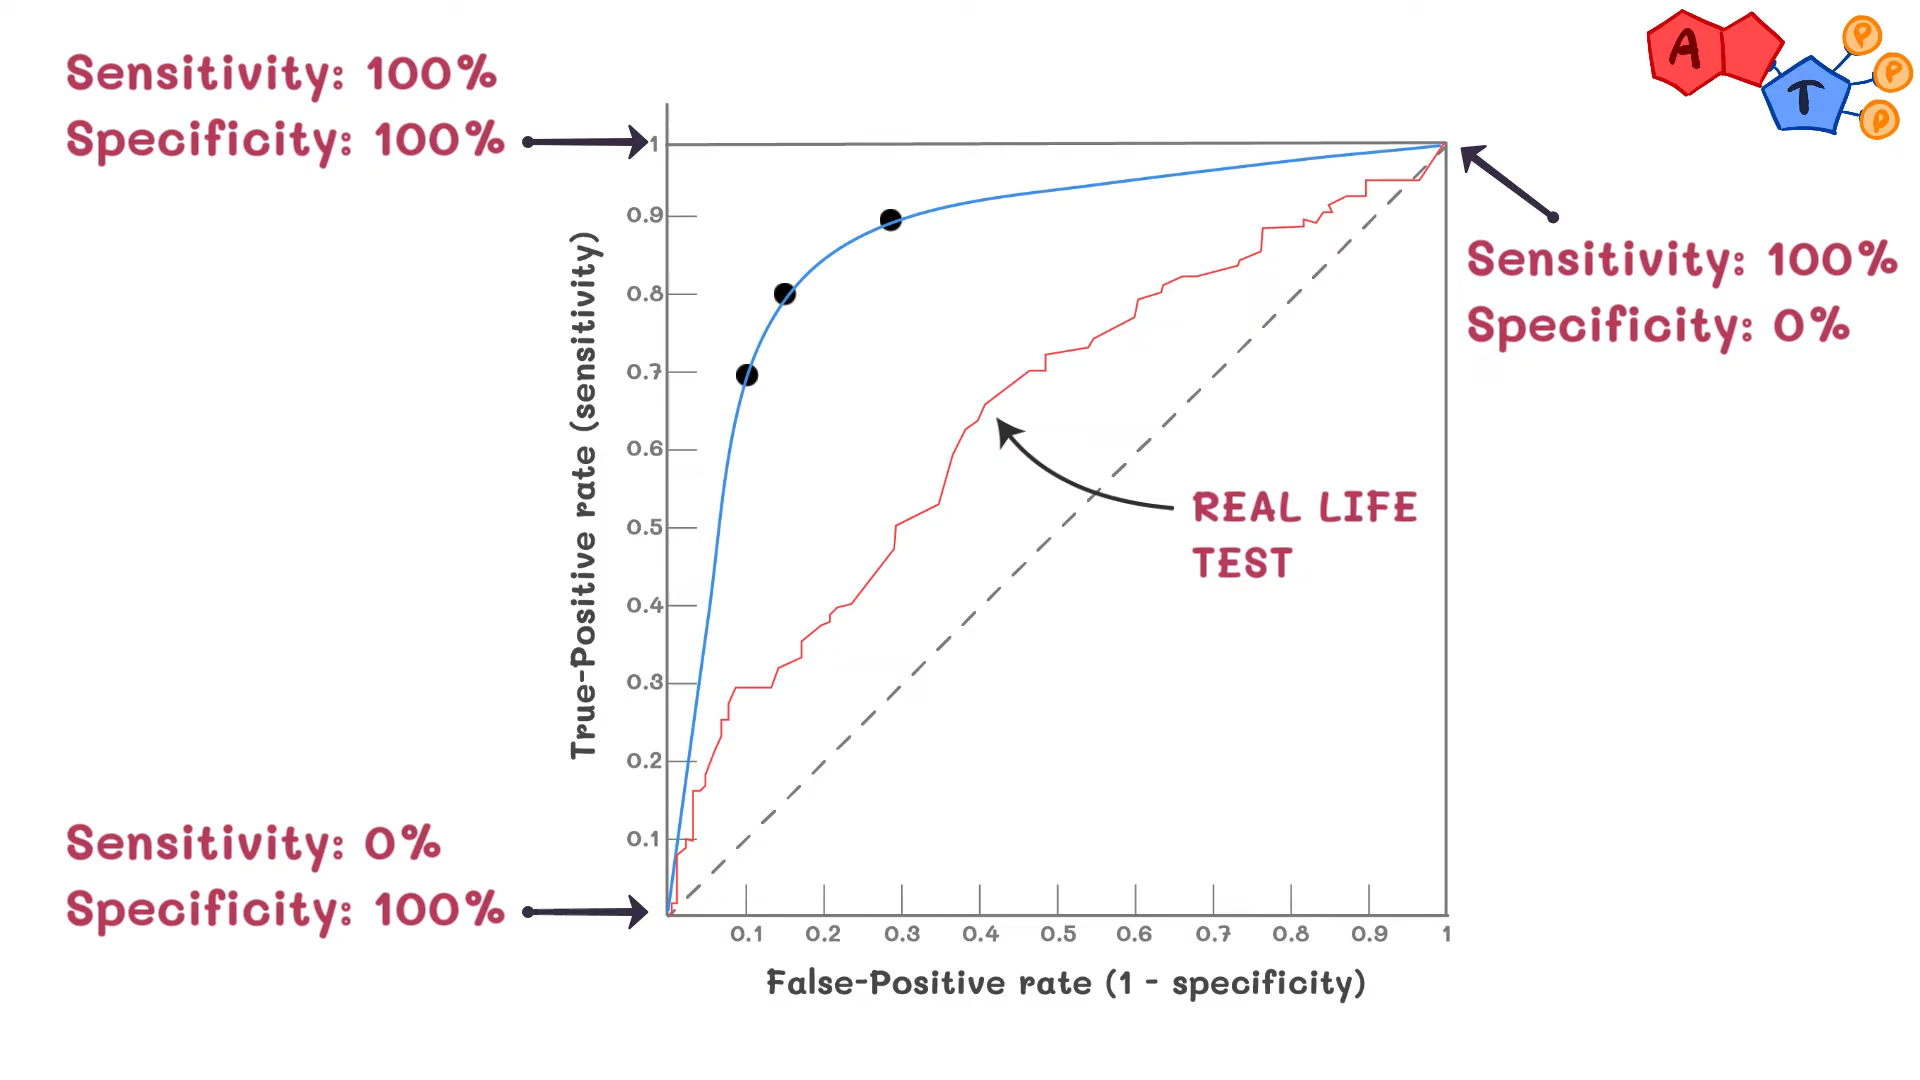 Sensitivity: 100%
Specificity: 100%
A
T
P
P
P
Sensitivity: 100%
Specificity: 0%
REAL LIFE
TEST
Sensitivity: 0%
Specificity: 100%
True-Positive rate (sensitivity)
1
0.9
0.8
0.7
0.6
0.5
0.4
0.3
0.2
0.1
0.1 0.2 0.3 0.4 0.5 0.6 0.7 0.8 0.9 1
False-Positive rate (1 - specificity)